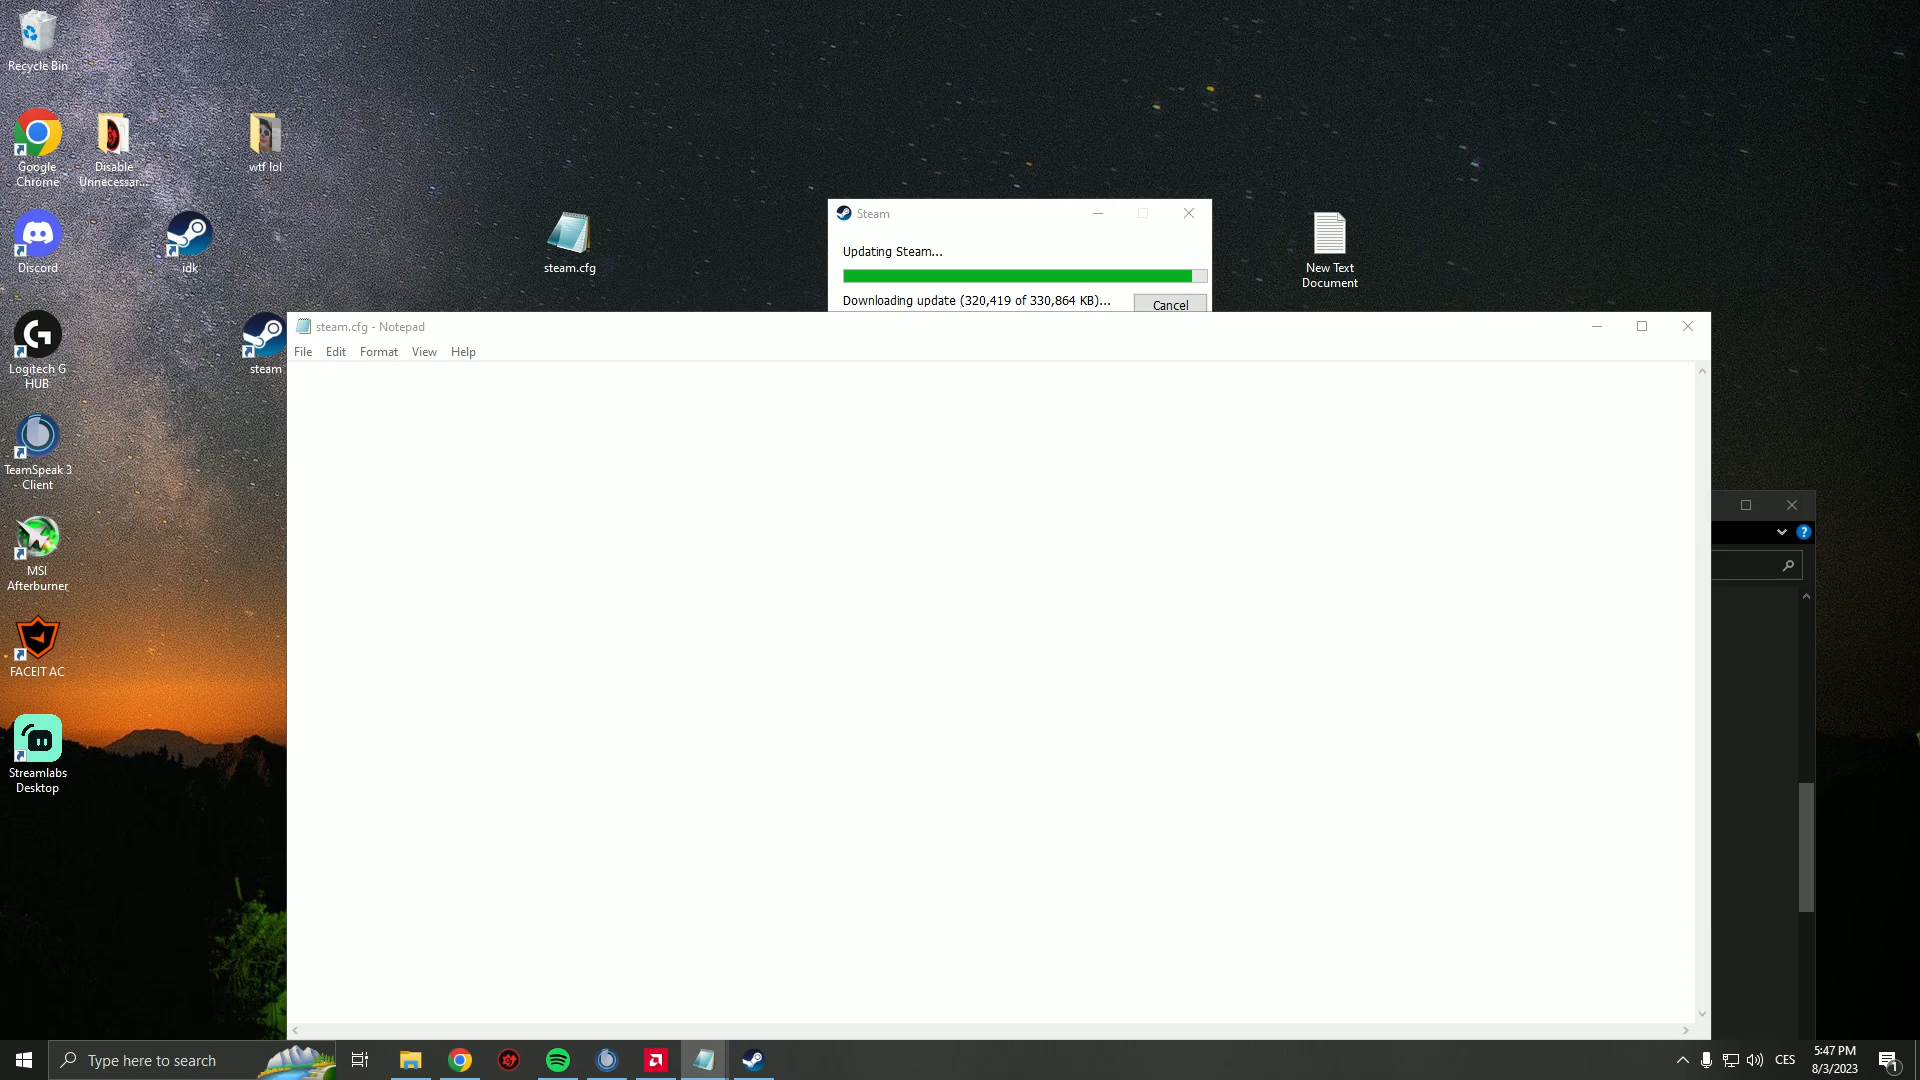 Recycle Bin
Google
Chrome
Disable
Unnecessar...
wtf lol
Discord
idk
steam.cfg
New Text
Document
Logitech G
HUB
steam
TeamSpeak 3
Client
MSI
Afterburner
FACEIT AC
Streamlabs
Desktop
Steam
Updating Steam...
Downloading update (320,419 of 330,864 KB)...
Cancel
steam.cfg - Notepad
File Edit Format View Help
?
Type here to search
CES
5:47 PM
8/3/2023
1